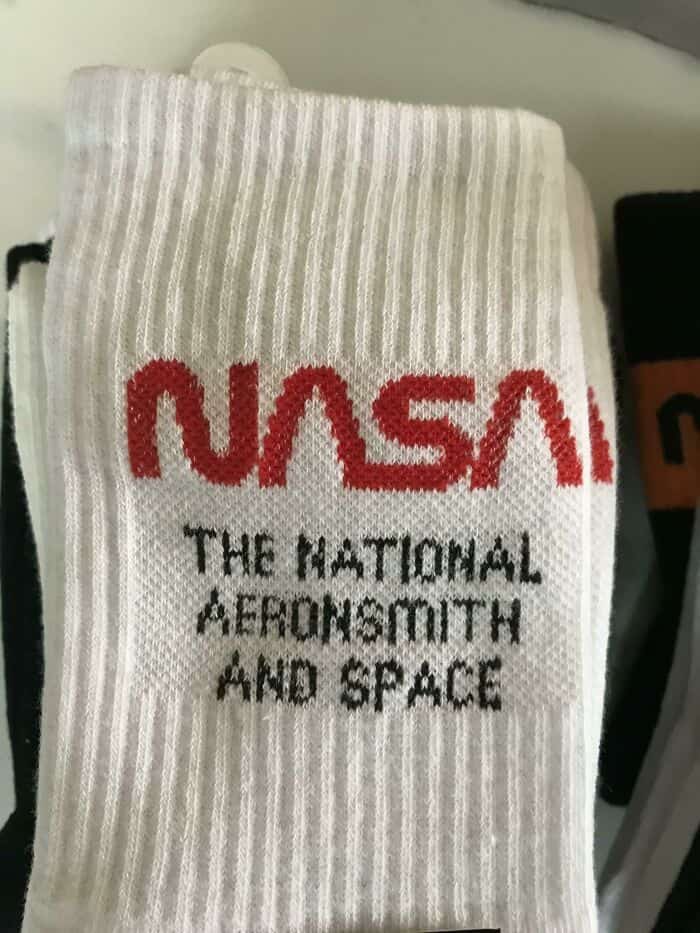 NASA
THE NATIONAL
AERONSMITH
AND SPACE